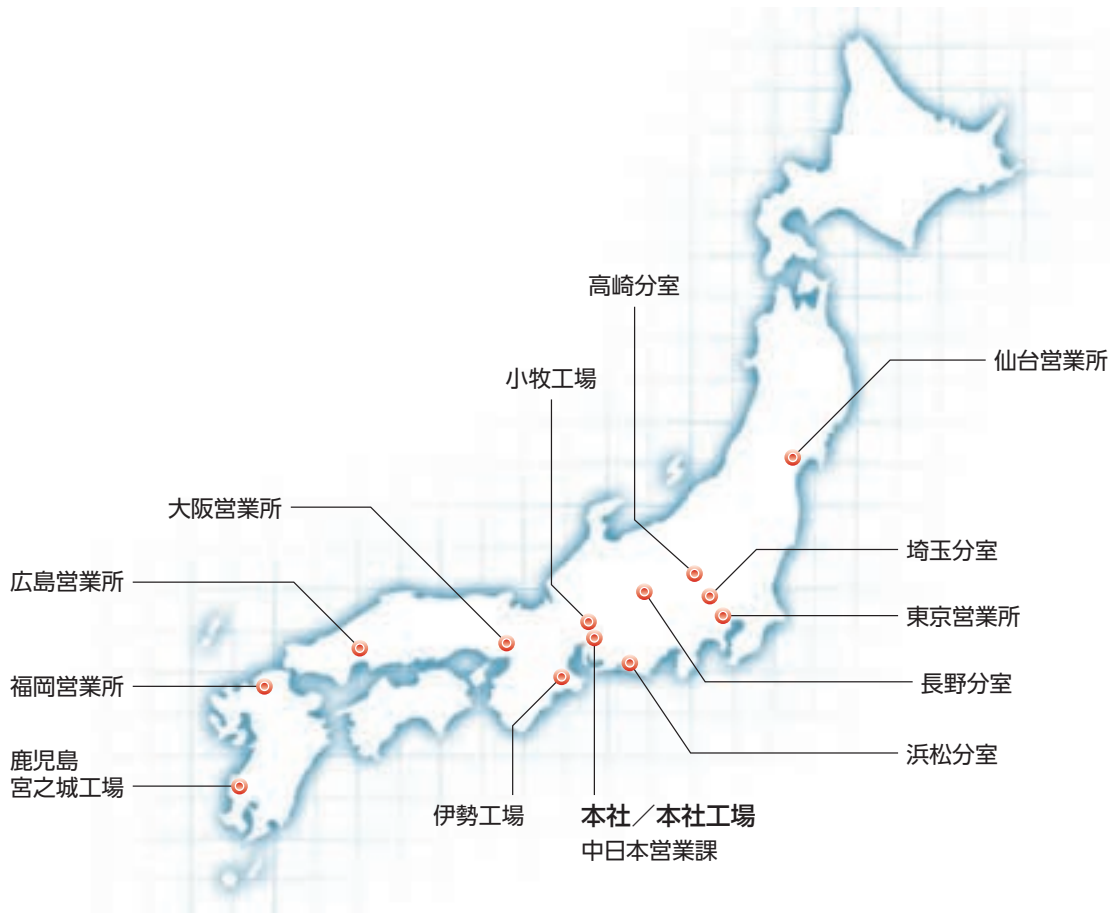 高崎分室
仙台営業所
小牧工場
大阪営業所
埼玉分室
広島営業所
東京営業所
福岡営業所
長野分室
浜松分室
鹿児島
宮之城工場
伊勢工場
本社／本社工場
中日本営業課